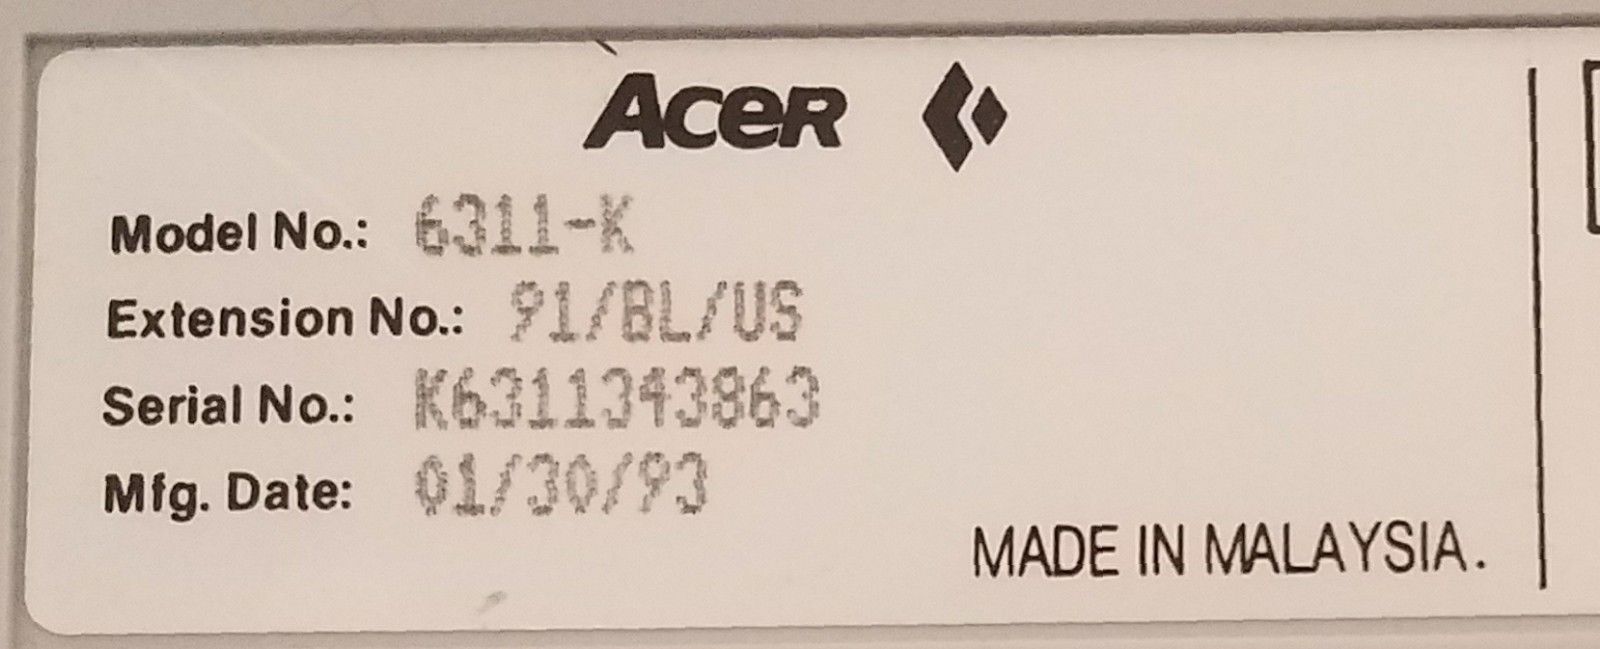 ACER
Model No.: 6311-K
Extension No.: 91/BL/US
Serial No.: K6311343863
Mfg. Date: 01/30/93
MADE IN MALAYSIA.